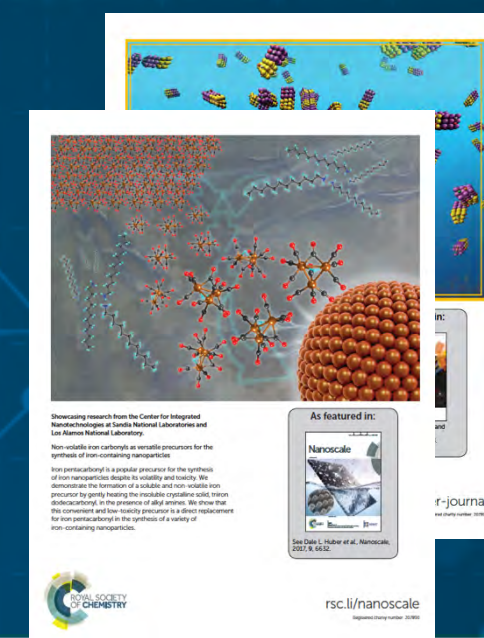 Showcasing research from the Center for Integrated
Nanotechnologies at Sandia National Laboratories and
Los Alamos National Laboratory.
Non-volatile iron carbonyls as versatile precursors for the
synthesis of iron-containing nanoparticles
Iron pentacarbonyl is a popular precursor for the synthesis
of iron nanoparticles despite its volatility and toxicity. We
demonstrate the formation of a soluble and non-volatile iron
precursor by gently heating the insoluble crystalline solid, triiron
dodecacarbonyl, in the presence of alkyl amines. We show that
this convenient and low-toxicity precursor is a direct replacement
for iron pentacarbonyl in the synthesis of a variety of
iron-containing nanoparticles.
As featured in:
Nanoscale
See Dale L. Huber et al., Nanoscale,
2017, 9, 6632.
ROYAL SOCIETY
OF CHEMISTRY
rsc.li/nanoscale
Registered charity number: 207890
in:
and
er-journa